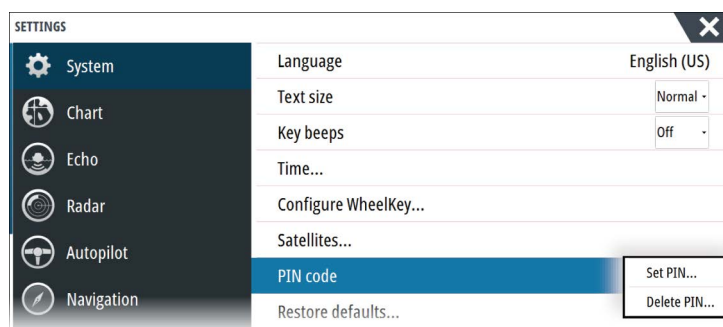 SETTINGS
System
Chart
Echo
Radar
Autopilot
Navigation
Language English (US)
Text size Normal
Key beeps Off
Time...
Configure WheelKey...
Satellites...
PIN code
Set PIN...
Delete PIN...
Restore defaults...